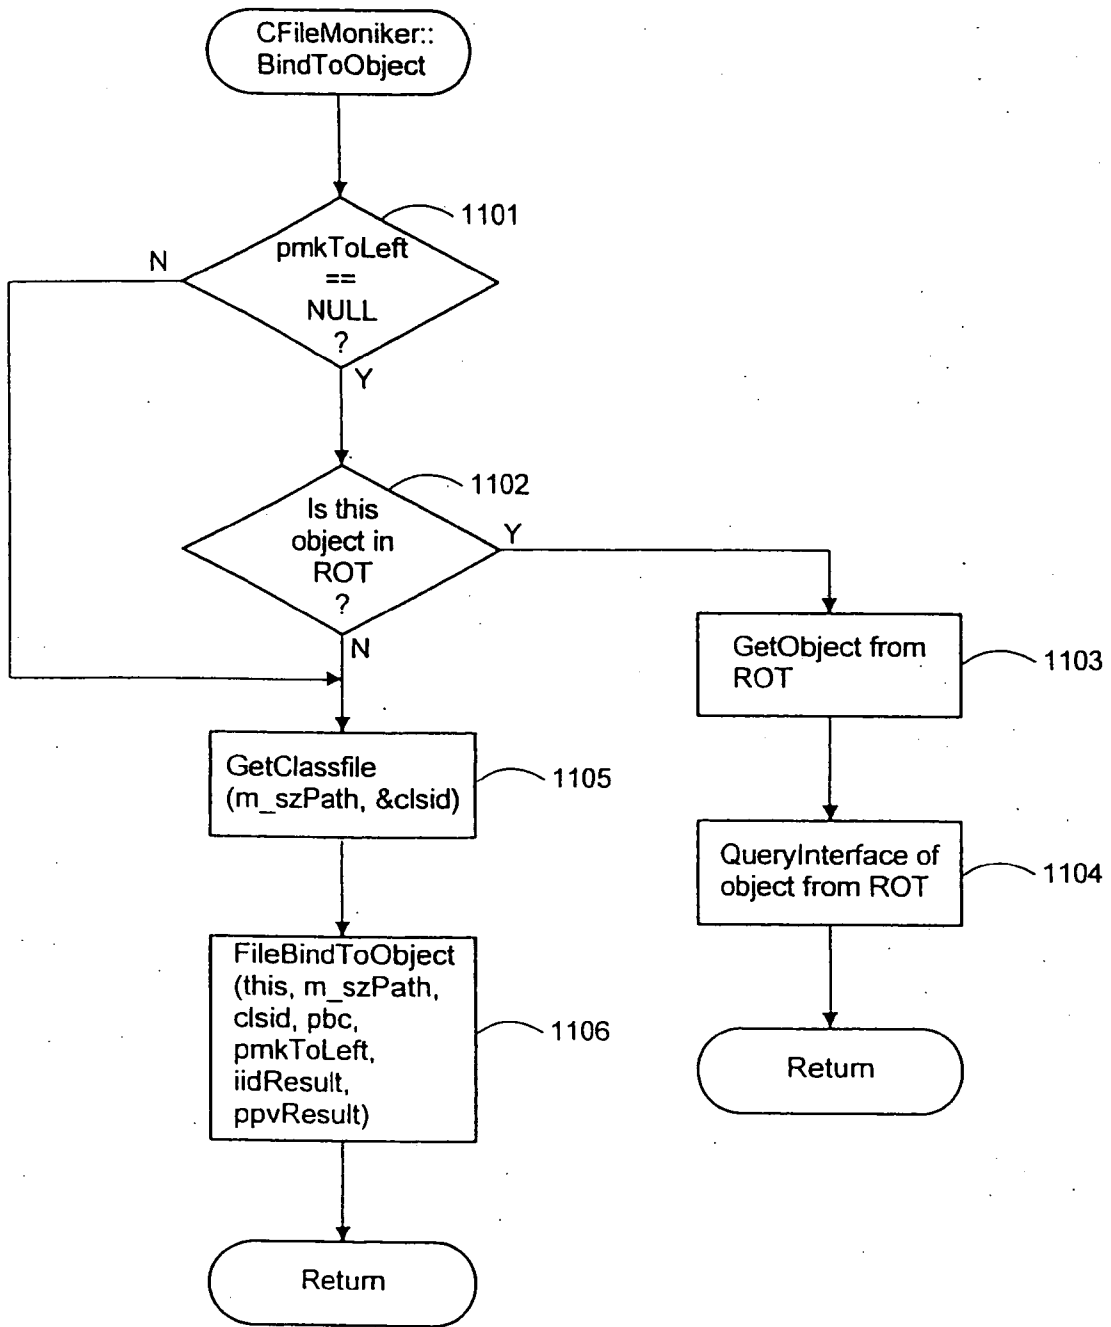 CFileMoniker::
BindToObject
1101
N
pmkToLeft
==
NULL
?
Y
1102
Is this
object in
ROT
?
Y
N
GetObject from
ROT
1103
GetClassfile
(m_szPath, &clsid)
1105
QueryInterface of
object from ROT
1104
FileBindToObject
(this, m_szPath,
clsid, pbc,
pmkToLeft,
iidResult,
ppvResult)
1106
Return
Return